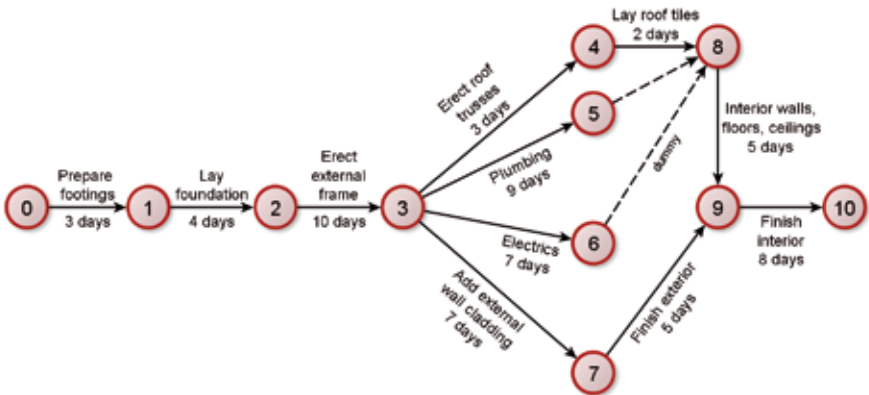 Lay roof tiles
2 days
4
8
Erect roof
trusses
3 days
5
Interior walls,
floors, ceilings
5 days
Plumbing
9 days
dummy
Prepare
footings
3 days
Lay
foundation
4 days
Erect
external
frame
10 days
0
1
2
3
9
10
Finish
interior
8 days
Electrics
7 days
6
Add external
wall cladding
7 days
Finish exterior
5 days
7